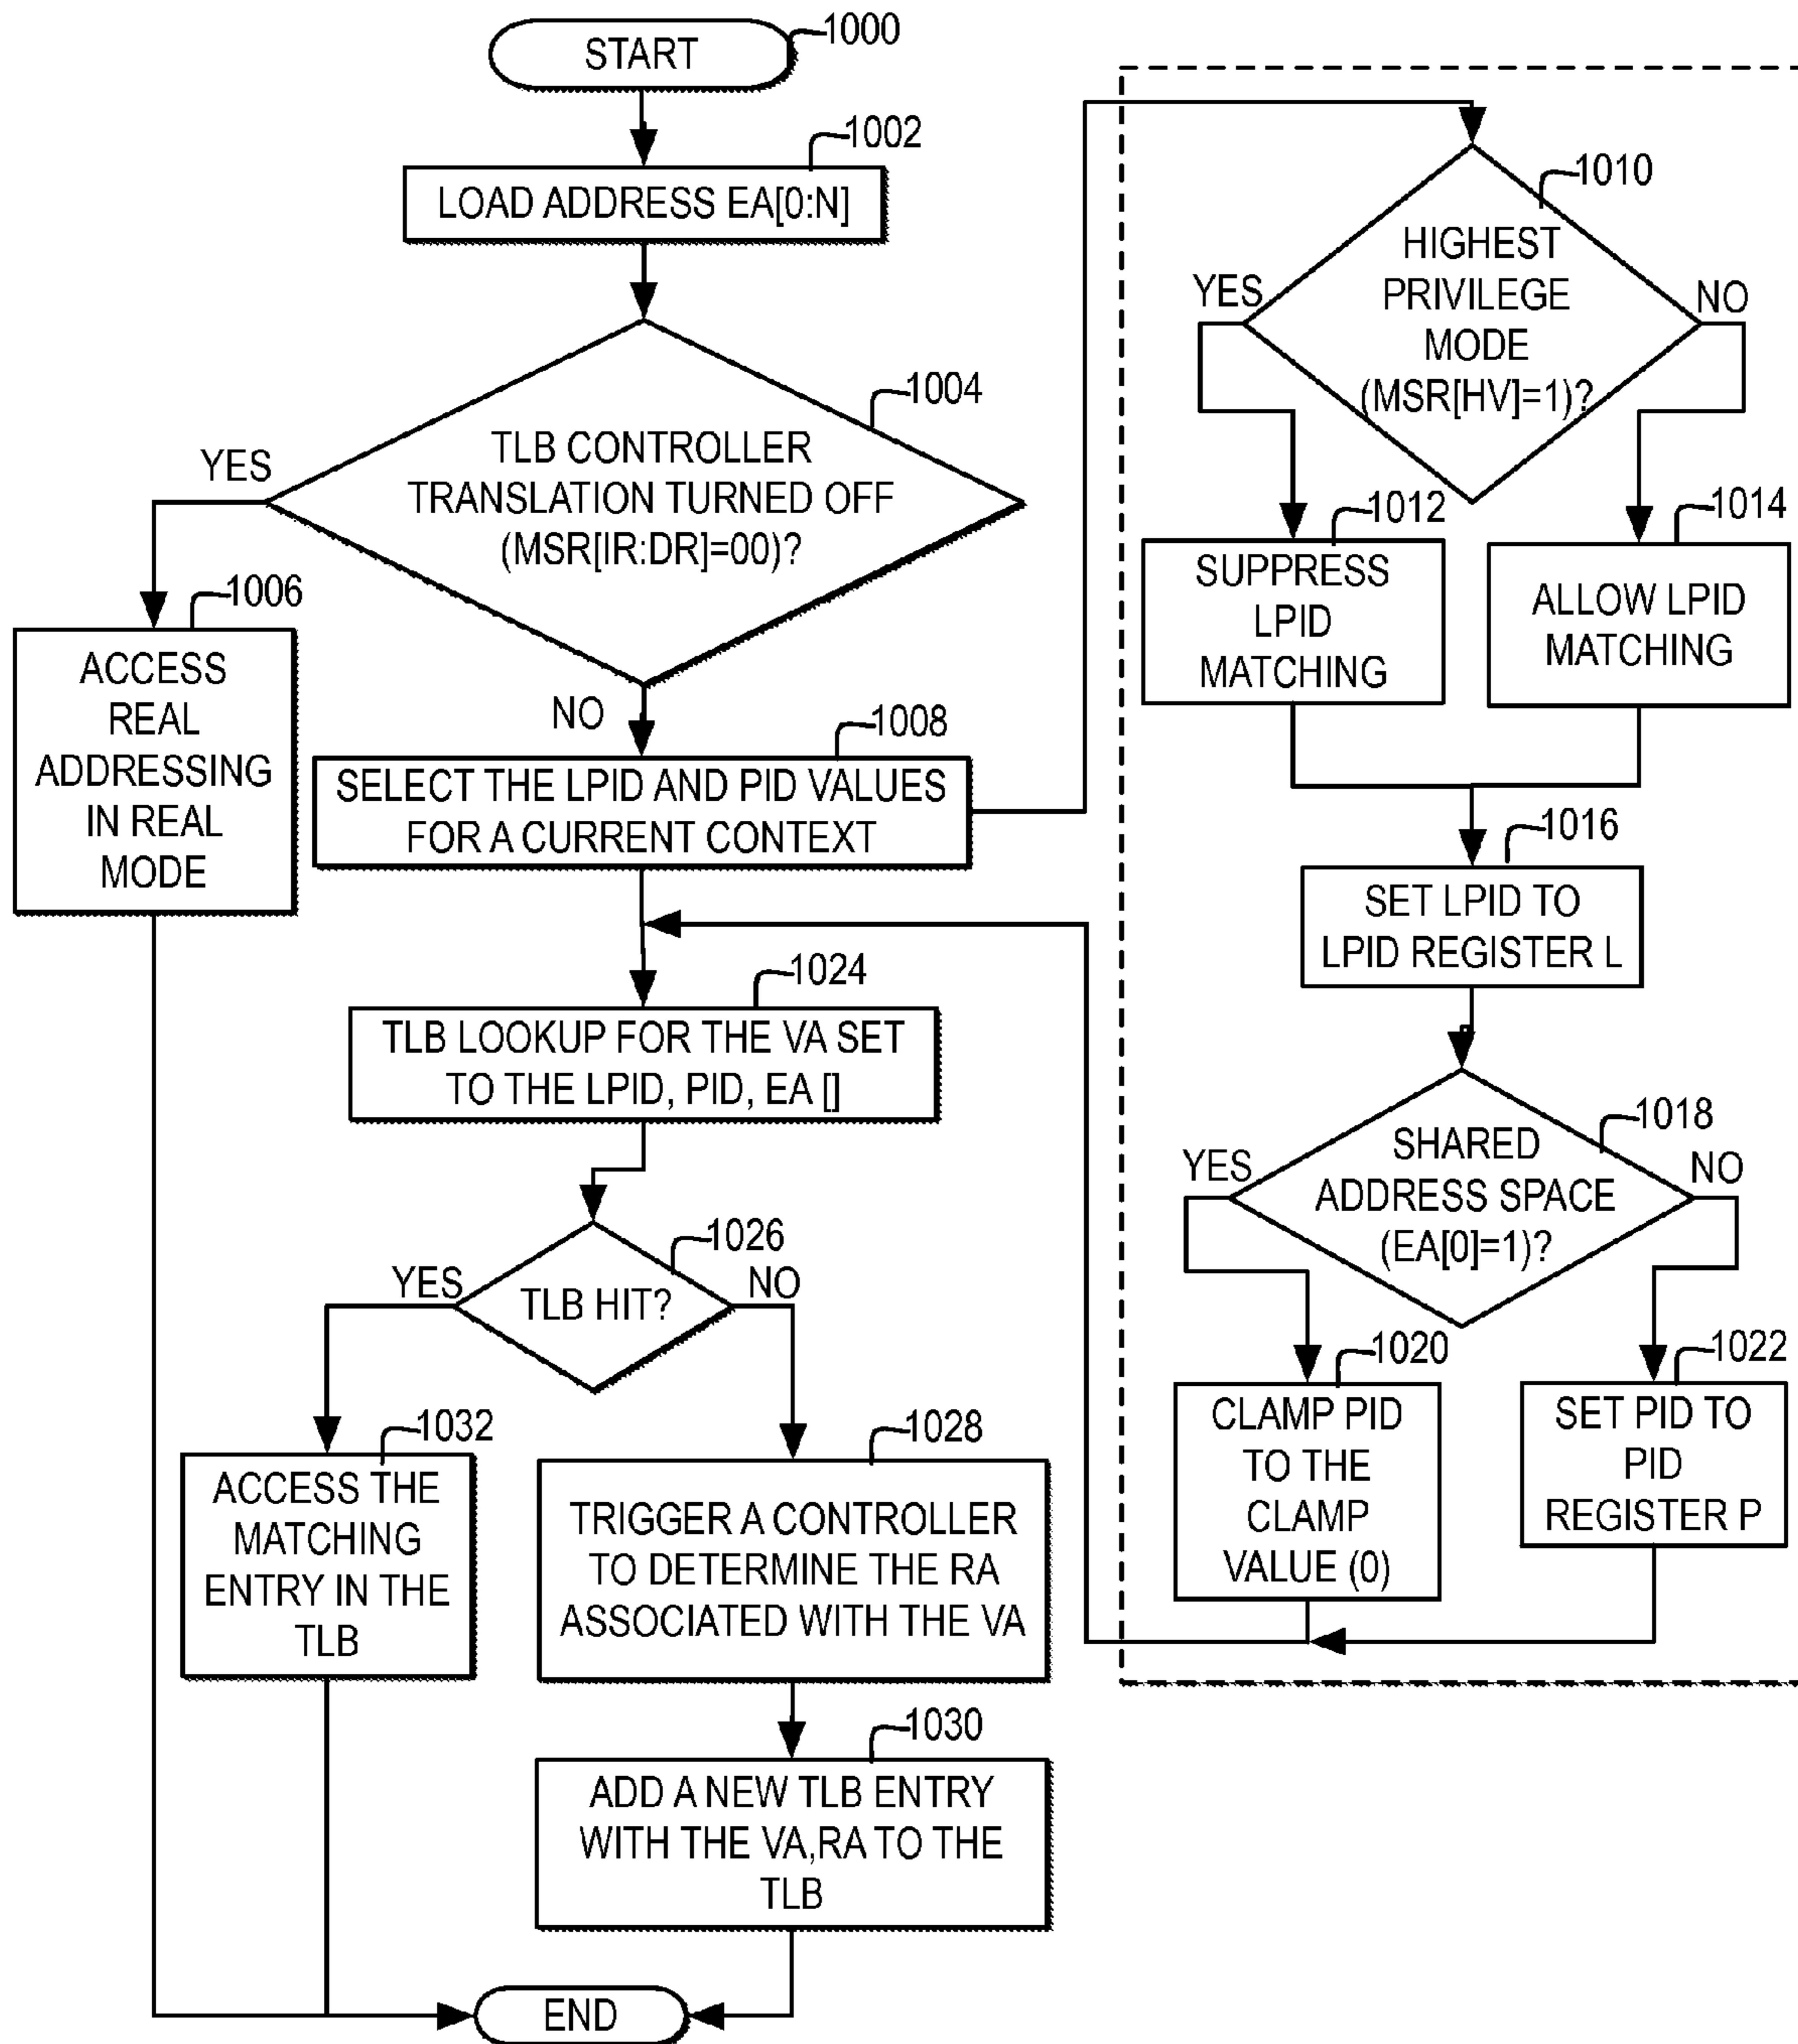 START
1000
1002
LOAD ADDRESS EA[0:N]
1004
TLB CONTROLLER
TRANSLATION TURNED OFF
(MSR[IR:DR]=00)?
YES
NO
1006
ACCESS
REAL
ADDRESSING
IN REAL
MODE
1008
SELECT THE LPID AND PID VALUES
FOR A CURRENT CONTEXT
1010
HIGHEST
PRIVILEGE
MODE
(MSR[HV]=1)?
YES
NO
1012
SUPPRESS
LPID
MATCHING
1014
ALLOW LPID
MATCHING
1016
SET LPID TO
LPID REGISTER L
1018
SHARED
ADDRESS SPACE
(EA[0]=1)?
YES
NO
1020
CLAMP PID
TO THE
CLAMP
VALUE (0)
1022
SET PID TO
PID
REGISTER P
1024
TLB LOOKUP FOR THE VA SET
TO THE LPID, PID, EA []
1026
TLB HIT?
YES
NO
1032
ACCESS THE
MATCHING
ENTRY IN THE
TLB
1028
TRIGGER A CONTROLLER
TO DETERMINE THE RA
ASSOCIATED WITH THE VA
1030
ADD A NEW TLB ENTRY
WITH THE VA,RA TO THE
TLB
END